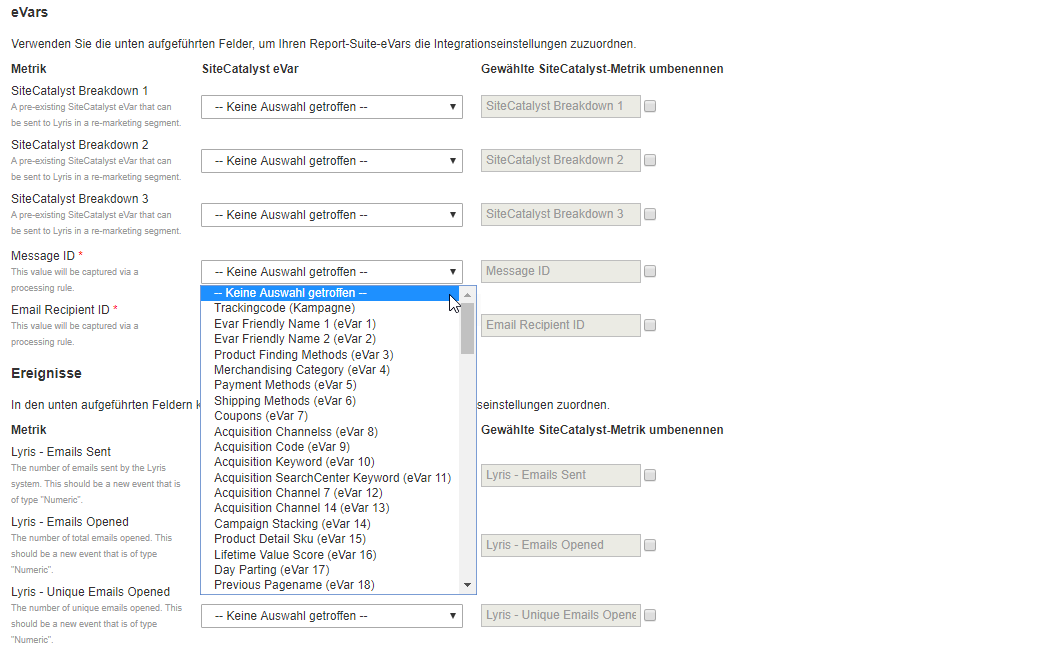 eVars
Verwenden Sie die unten aufgeführten Felder, um Ihren Report-Suite-eVars die Integrationseinstellungen zuzuordnen.
Metrik SiteCatalyst eVar Gewählte SiteCatalyst-Metrik umbenennen
SiteCatalyst Breakdown 1
A pre-existing SiteCatalyst eVar that can
be sent to Lyris in a re-marketing segment.
-- Keine Auswahl getroffen -- SiteCatalyst Breakdown 1
SiteCatalyst Breakdown 2
A pre-existing SiteCatalyst eVar that can
be sent to Lyris in a re-marketing segment.
-- Keine Auswahl getroffen -- SiteCatalyst Breakdown 2
SiteCatalyst Breakdown 3
A pre-existing SiteCatalyst eVar that can
be sent to Lyris in a re-marketing segment.
-- Keine Auswahl getroffen -- SiteCatalyst Breakdown 3
Message ID *
This value will be captured via a
processing rule.
-- Keine Auswahl getroffen -- Message ID
Email Recipient ID *
This value will be captured via a
processing rule.
Email Recipient ID
-- Keine Auswahl getroffen --
Trackingcode (Kampagne)
Evar Friendly Name 1 (eVar 1)
Evar Friendly Name 2 (eVar 2)
Product Finding Methods (eVar 3)
Merchandising Category (eVar 4)
Payment Methods (eVar 5)
Shipping Methods (eVar 6)
Coupons (eVar 7)
Acquisition Channelss (eVar 8)
Acquisition Code (eVar 9)
Acquisition Keyword (eVar 10)
Acquisition SearchCenter Keyword (eVar 11)
Acquisition Channel 7 (eVar 12)
Acquisition Channel 14 (eVar 13)
Campaign Stacking (eVar 14)
Product Detail Sku (eVar 15)
Lifetime Value Score (eVar 16)
Day Parting (eVar 17)
Previous Pagename (eVar 18)
Ereignisse
In den unten aufgeführten Feldern k seinstellungen zuordnen.
Metrik Gewählte SiteCatalyst-Metrik umbenennen
Lyris - Emails Sent
The number of emails sent by the Lyris
system. This should be a new event that is
of type "Numeric".
Lyris - Emails Sent
Lyris - Emails Opened
The number of total emails opened. This
should be a new event that is of type
"Numeric".
Lyris - Emails Opened
Lyris - Unique Emails Opened
The number of unique emails opened. This
should be a new event that is of type
"Numeric".
-- Keine Auswahl getroffen -- Lyris - Unique Emails Opene